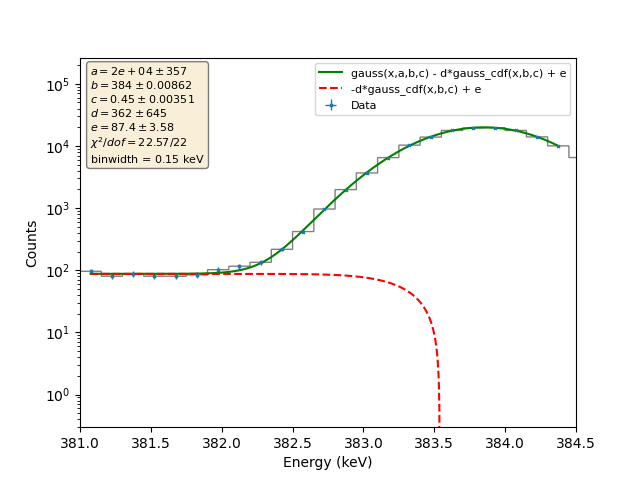 a = 2e + 04 ± 357
b = 384 ± 0.00862
c = 0.45 ± 0.00351
d = 362 ± 645
e = 87.4 ± 3.58
χ²/dof = 22.57/22
binwidth = 0.15 keV
gauss(x,a,b,c) - d*gauss_cdf(x,b,c) + e
-d*gauss_cdf(x,b,c) + e
Data
10⁵
10⁴
10³
10²
10¹
10⁰
Counts
381.0 381.5 382.0 382.5 383.0 383.5 384.0 384.5
Energy (keV)